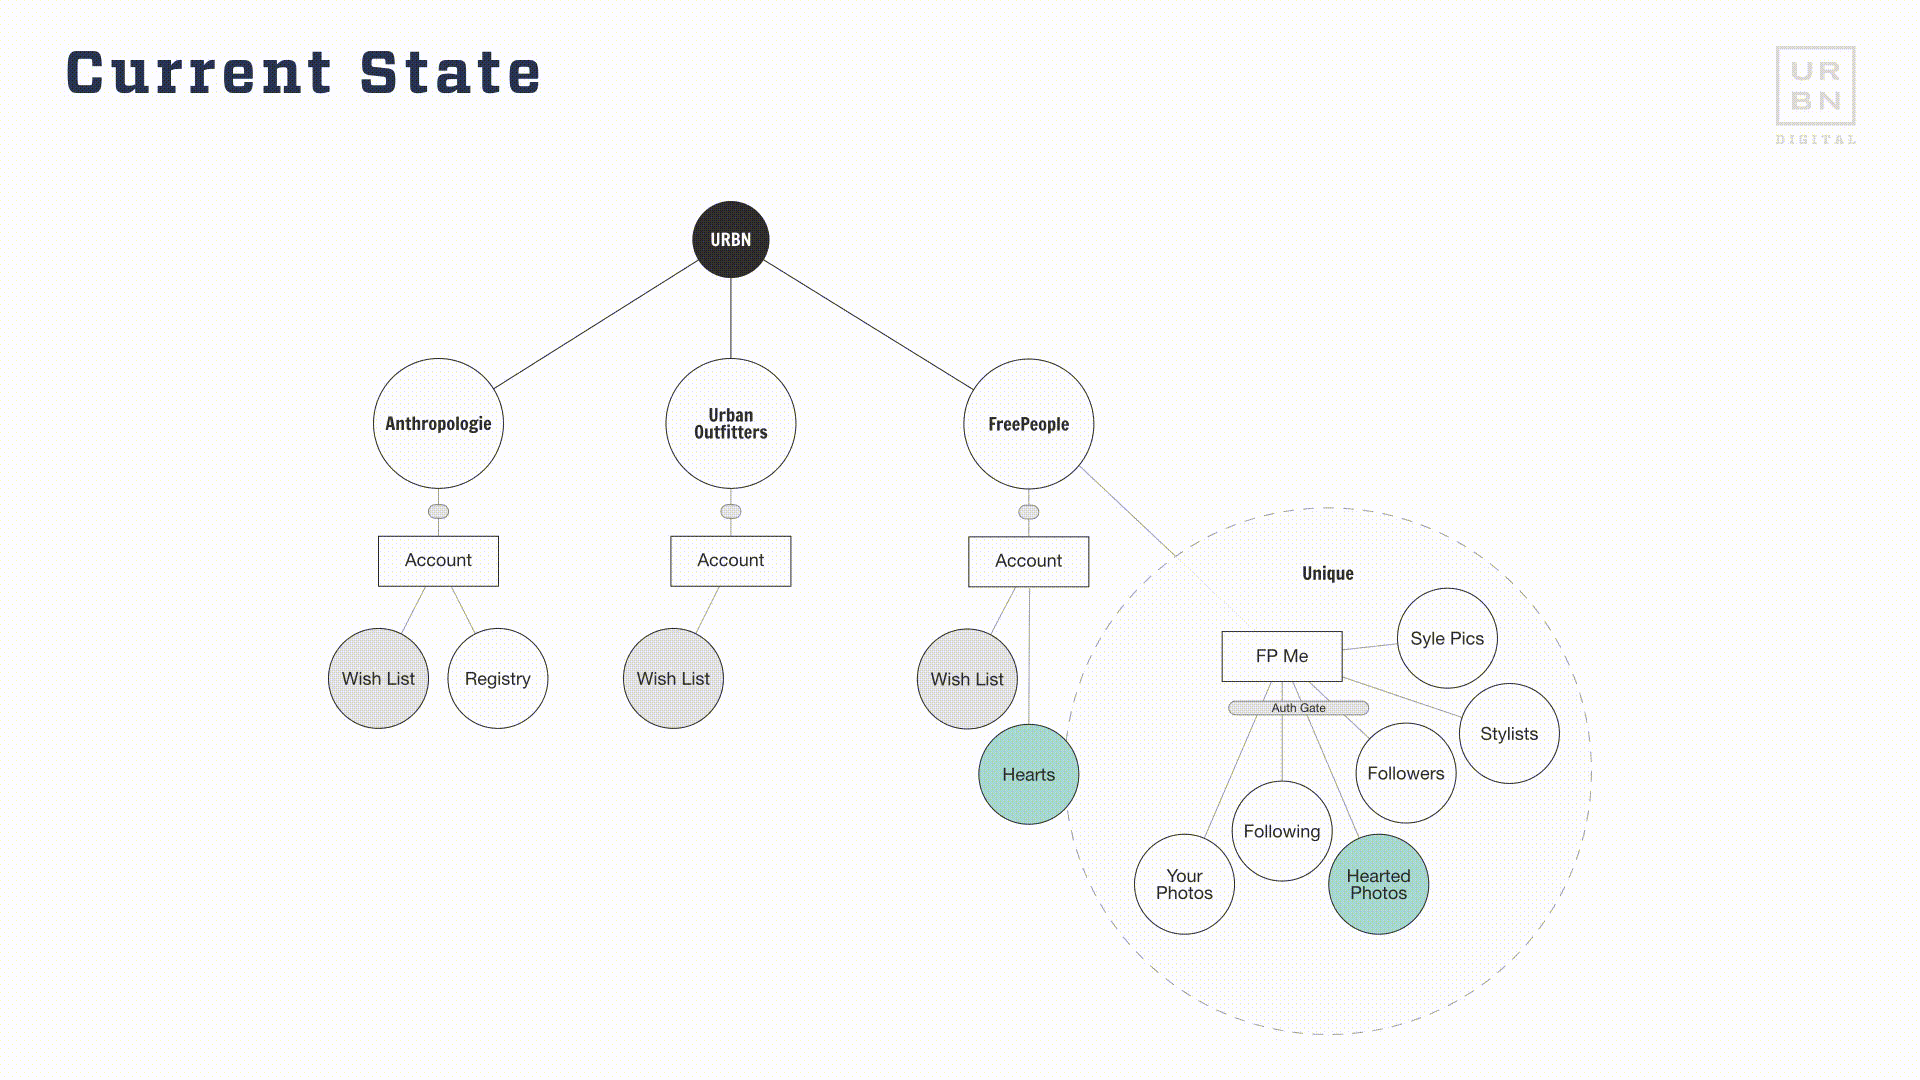 Current State
UR
BN
DIGITAL
URBN
Anthropologie
Urban
Outfitters
FreePeople
Account
Account
Account
Wish List
Registry
Wish List
Wish List
Hearts
Unique
FP Me
Auth Gate
Syle Pics
Stylists
Followers
Following
Your
Photos
Hearted
Photos